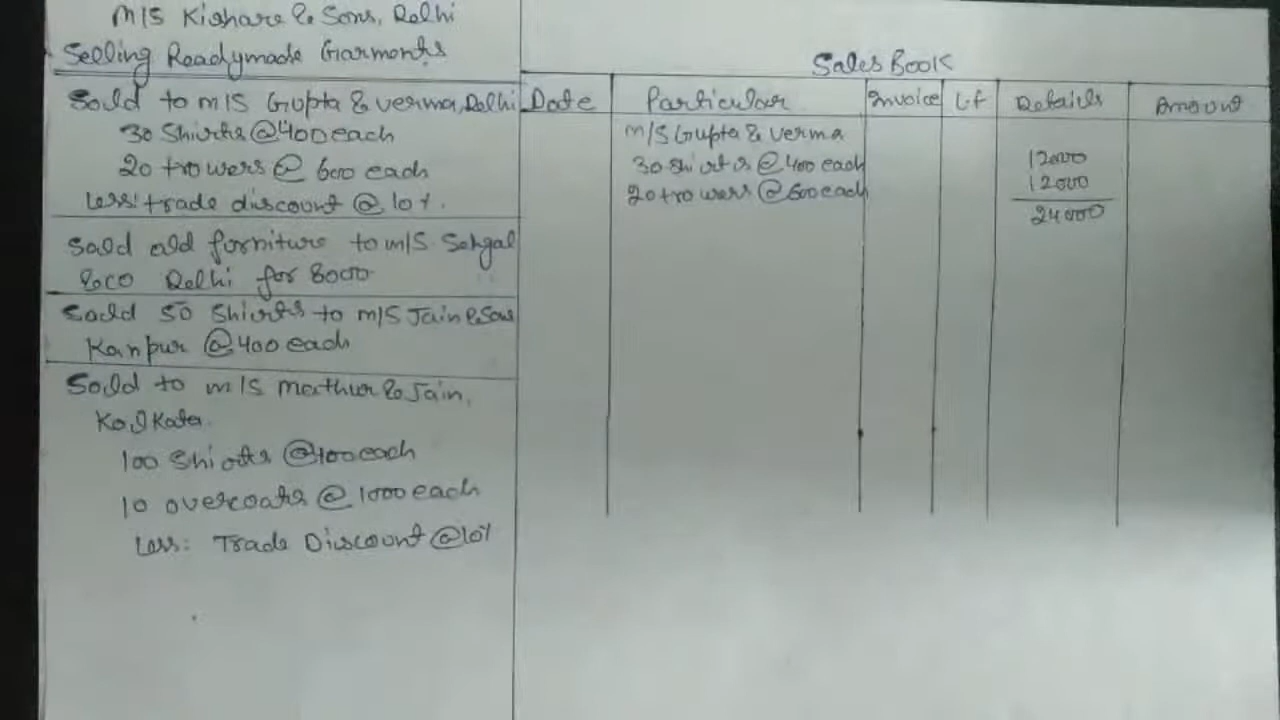 M/S Kishore & Sons, Delhi
Selling Readymade Garments
Sold to M/S Gupta & Verma, Delhi
30 Shirts @ 400 each
20 trowers @ 600 each
Less: trade discount @ 10%.
Sold old forniture to M/S Sehgal
& CO Delhi for 8000
Sold 50 Shirts to M/S Jain & Sons
Kanpur @ 400 each
Sold to M/S Mathur & Jain,
Kolkata.
100 Shirts @ 400 each
10 overcoats @ 1000 each
Less: Trade Discount @ 10%
Sales Book
Date Particular Invoice LF Details Amount
M/S Gupta & Verma
30 Shirts @ 400 each 12000
20 trowers @ 600 each 12000
24000